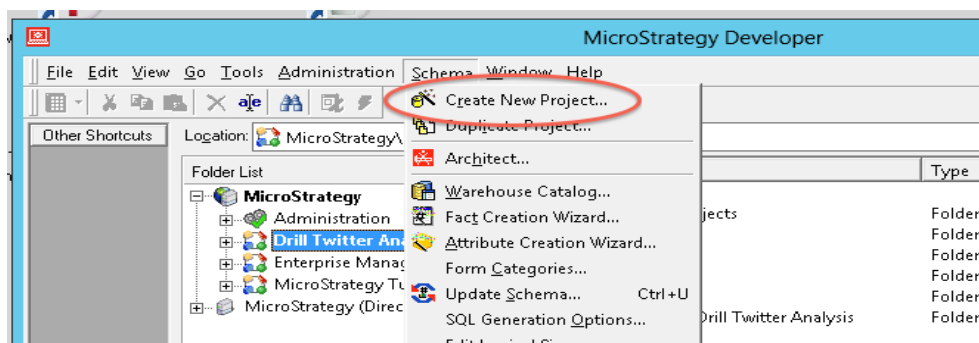 MicroStrategy Developer
File Edit View Go Tools Administration Schema Window Help
Create New Project...
Duplicate Project...
Other Shortcuts
Location: MicroStrategy\
Architect...
Folder List
Type
Warehouse Catalog...
MicroStrategy
Fact Creation Wizard...
Administration
jects
Folder
Drill Twitter Ana
Attribute Creation Wizard...
Folder
Enterprise Manag
Form Categories...
Folder
MicroStrategy Tu
Update Schema... Ctrl+U
Folder
MicroStrategy (Direc
SQL Generation Options...
Drill Twitter Analysis
Folder